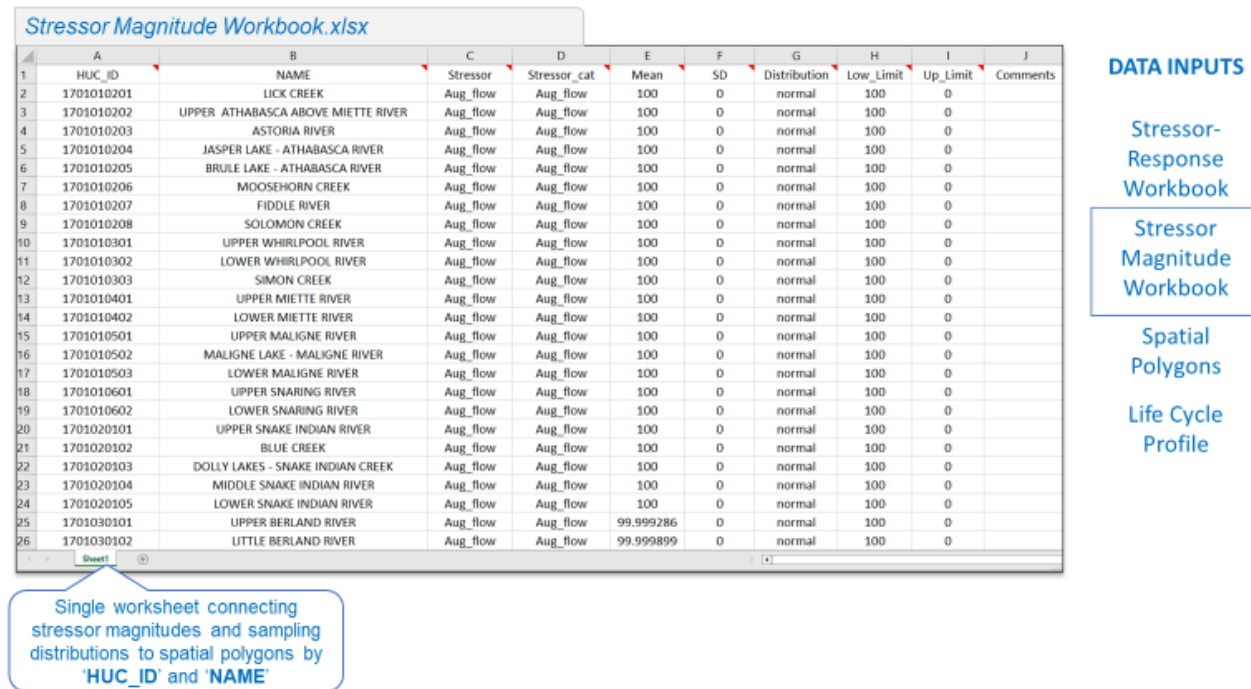 Stressor Magnitude Workbook.xlsx
A B C D E F G H I J
1 HUC_ID NAME Stressor Stressor_cat Mean SD Distribution Low_Limit Up_Limit Comments
2 1701010201 LICK CREEK Aug_flow Aug_flow 100 0 normal 100 0
3 1701010202 UPPER ATHABASCA ABOVE MIETTE RIVER Aug_flow Aug_flow 100 0 normal 100 0
4 1701010203 ASTORIA RIVER Aug_flow Aug_flow 100 0 normal 100 0
5 1701010204 JASPER LAKE - ATHABASCA RIVER Aug_flow Aug_flow 100 0 normal 100 0
6 1701010205 BRULE LAKE - ATHABASCA RIVER Aug_flow Aug_flow 100 0 normal 100 0
7 1701010206 MOOSEHORN CREEK Aug_flow Aug_flow 100 0 normal 100 0
8 1701010207 FIDDLE RIVER Aug_flow Aug_flow 100 0 normal 100 0
9 1701010208 SOLOMON CREEK Aug_flow Aug_flow 100 0 normal 100 0
10 1701010301 UPPER WHIRLPOOL RIVER Aug_flow Aug_flow 100 0 normal 100 0
11 1701010302 LOWER WHIRLPOOL RIVER Aug_flow Aug_flow 100 0 normal 100 0
12 1701010303 SIMON CREEK Aug_flow Aug_flow 100 0 normal 100 0
13 1701010401 UPPER MIETTE RIVER Aug_flow Aug_flow 100 0 normal 100 0
14 1701010402 LOWER MIETTE RIVER Aug_flow Aug_flow 100 0 normal 100 0
15 1701010501 UPPER MALIGNE RIVER Aug_flow Aug_flow 100 0 normal 100 0
16 1701010502 MALIGNE LAKE - MALIGNE RIVER Aug_flow Aug_flow 100 0 normal 100 0
17 1701010503 LOWER MALIGNE RIVER Aug_flow Aug_flow 100 0 normal 100 0
18 1701010601 UPPER SNARING RIVER Aug_flow Aug_flow 100 0 normal 100 0
19 1701010602 LOWER SNARING RIVER Aug_flow Aug_flow 100 0 normal 100 0
20 1701020101 UPPER SNAKE INDIAN RIVER Aug_flow Aug_flow 100 0 normal 100 0
21 1701020102 BLUE CREEK Aug_flow Aug_flow 100 0 normal 100 0
22 1701020103 DOLLY LAKES - SNAKE INDIAN CREEK Aug_flow Aug_flow 100 0 normal 100 0
23 1701020104 MIDDLE SNAKE INDIAN RIVER Aug_flow Aug_flow 100 0 normal 100 0
24 1701020105 LOWER SNAKE INDIAN RIVER Aug_flow Aug_flow 100 0 normal 100 0
25 1701030101 UPPER BERLAND RIVER Aug_flow Aug_flow 99.999286 0 normal 100 0
26 1701030102 LITTLE BERLAND RIVER Aug_flow Aug_flow 99.999899 0 normal 100 0
Sheet1
Single worksheet connecting
stressor magnitudes and sampling
distributions to spatial polygons by
'HUC_ID' and 'NAME'
DATA INPUTS
Stressor-
Response
Workbook
Stressor
Magnitude
Workbook
Spatial
Polygons
Life Cycle
Profile